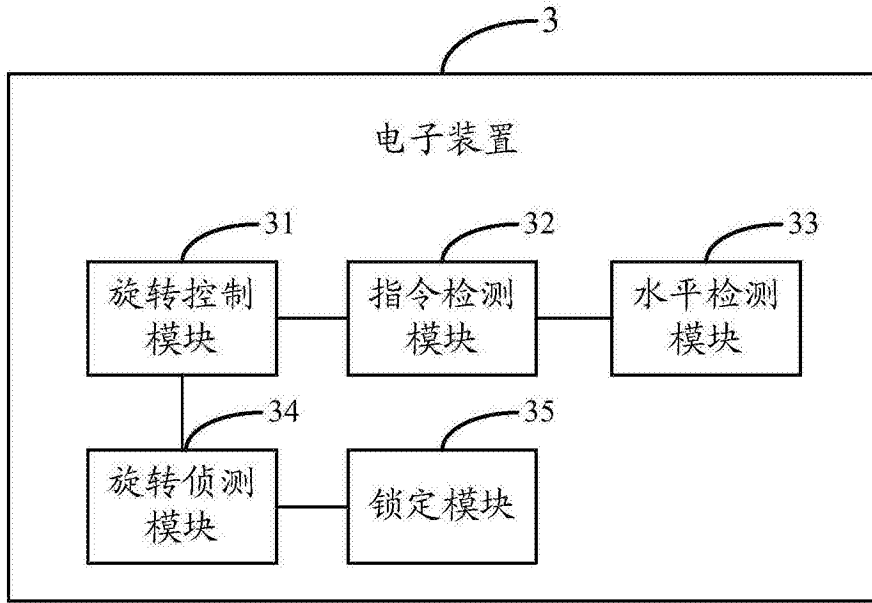 3
电子装置
31
32
33
旋转控制
模块
指令检测
模块
水平检测
模块
34
35
旋转侦测
模块
锁定模块